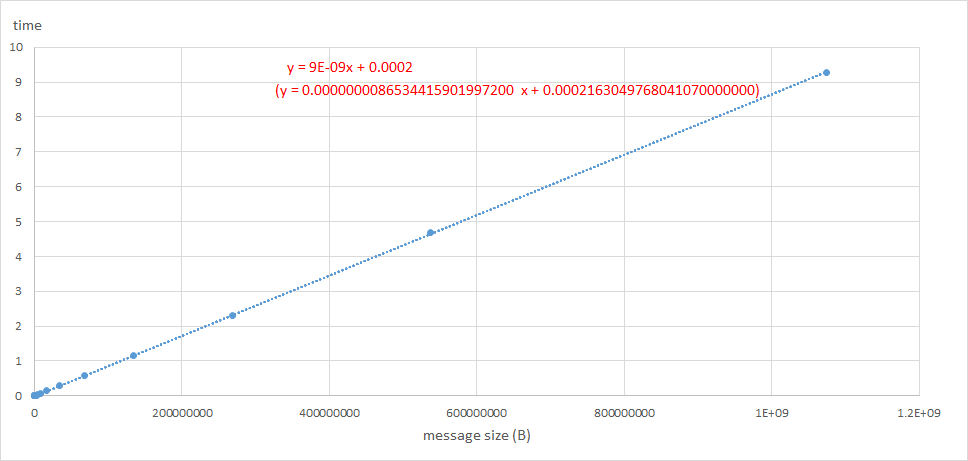 time
y = 9E-09x + 0.0002
(y = 0.0000000086534415901997200 x + 0.0002163049768041070000000)
10
9
8
7
6
5
4
3
2
1
0
0 200000000 400000000 600000000 800000000 1E+09 1.2E+09
message size (B)